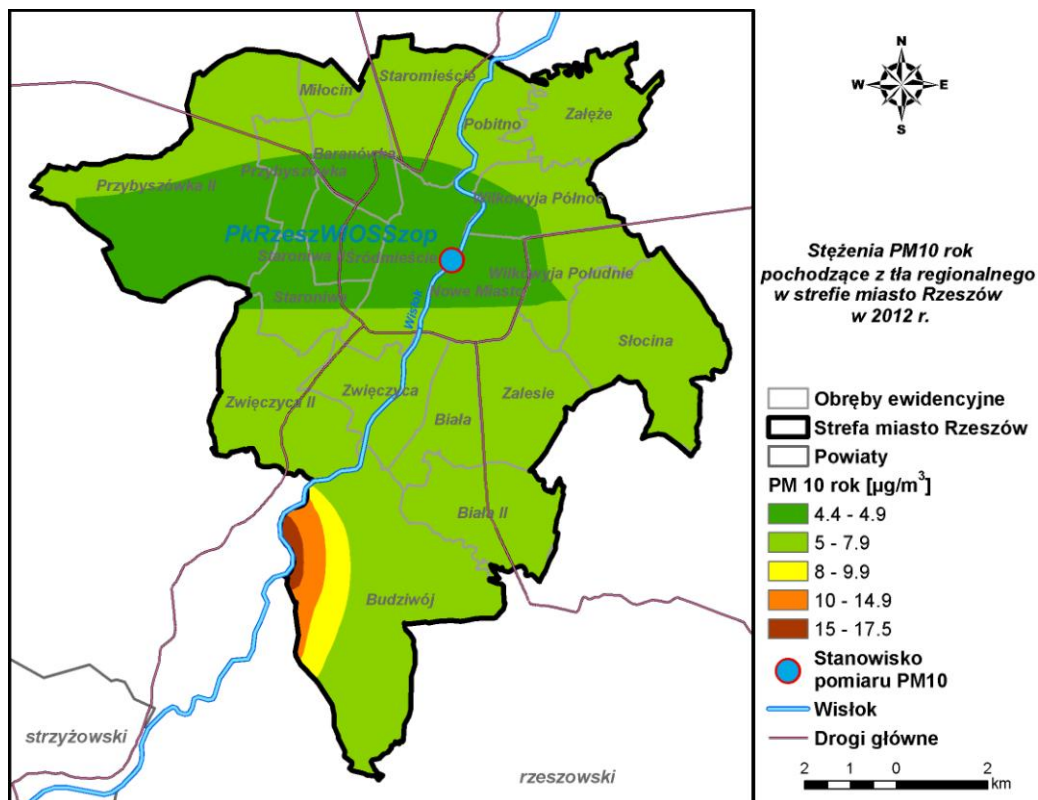 Staromieście
Miłocin
Pobitno
Załęże
Baranówka
Przybyszówka
Przybyszówka II
Wilkowyja Północ
PkRzeszWIOSSzop
Staroniwa I
Śródmieście
Wilkowyja Południe
Staroniwa
Nowe Miasto
Wisłok
Słocina
Zwięczyca
Zalesie
Zwięczyca II
Biała
Biała II
Budziwój
strzyżowski
rzeszowski
N
W E
S
Stężenia PM10 rok
pochodzące z tła regionalnego
w strefie miasto Rzeszów
w 2012 r.
Obręby ewidencyjne
Strefa miasto Rzeszów
Powiaty
PM 10 rok [µg/m³]
4.4 - 4.9
5 - 7.9
8 - 9.9
10 - 14.9
15 - 17.5
Stanowisko
pomiaru PM10
Wisłok
Drogi główne
2 1 0 2
km